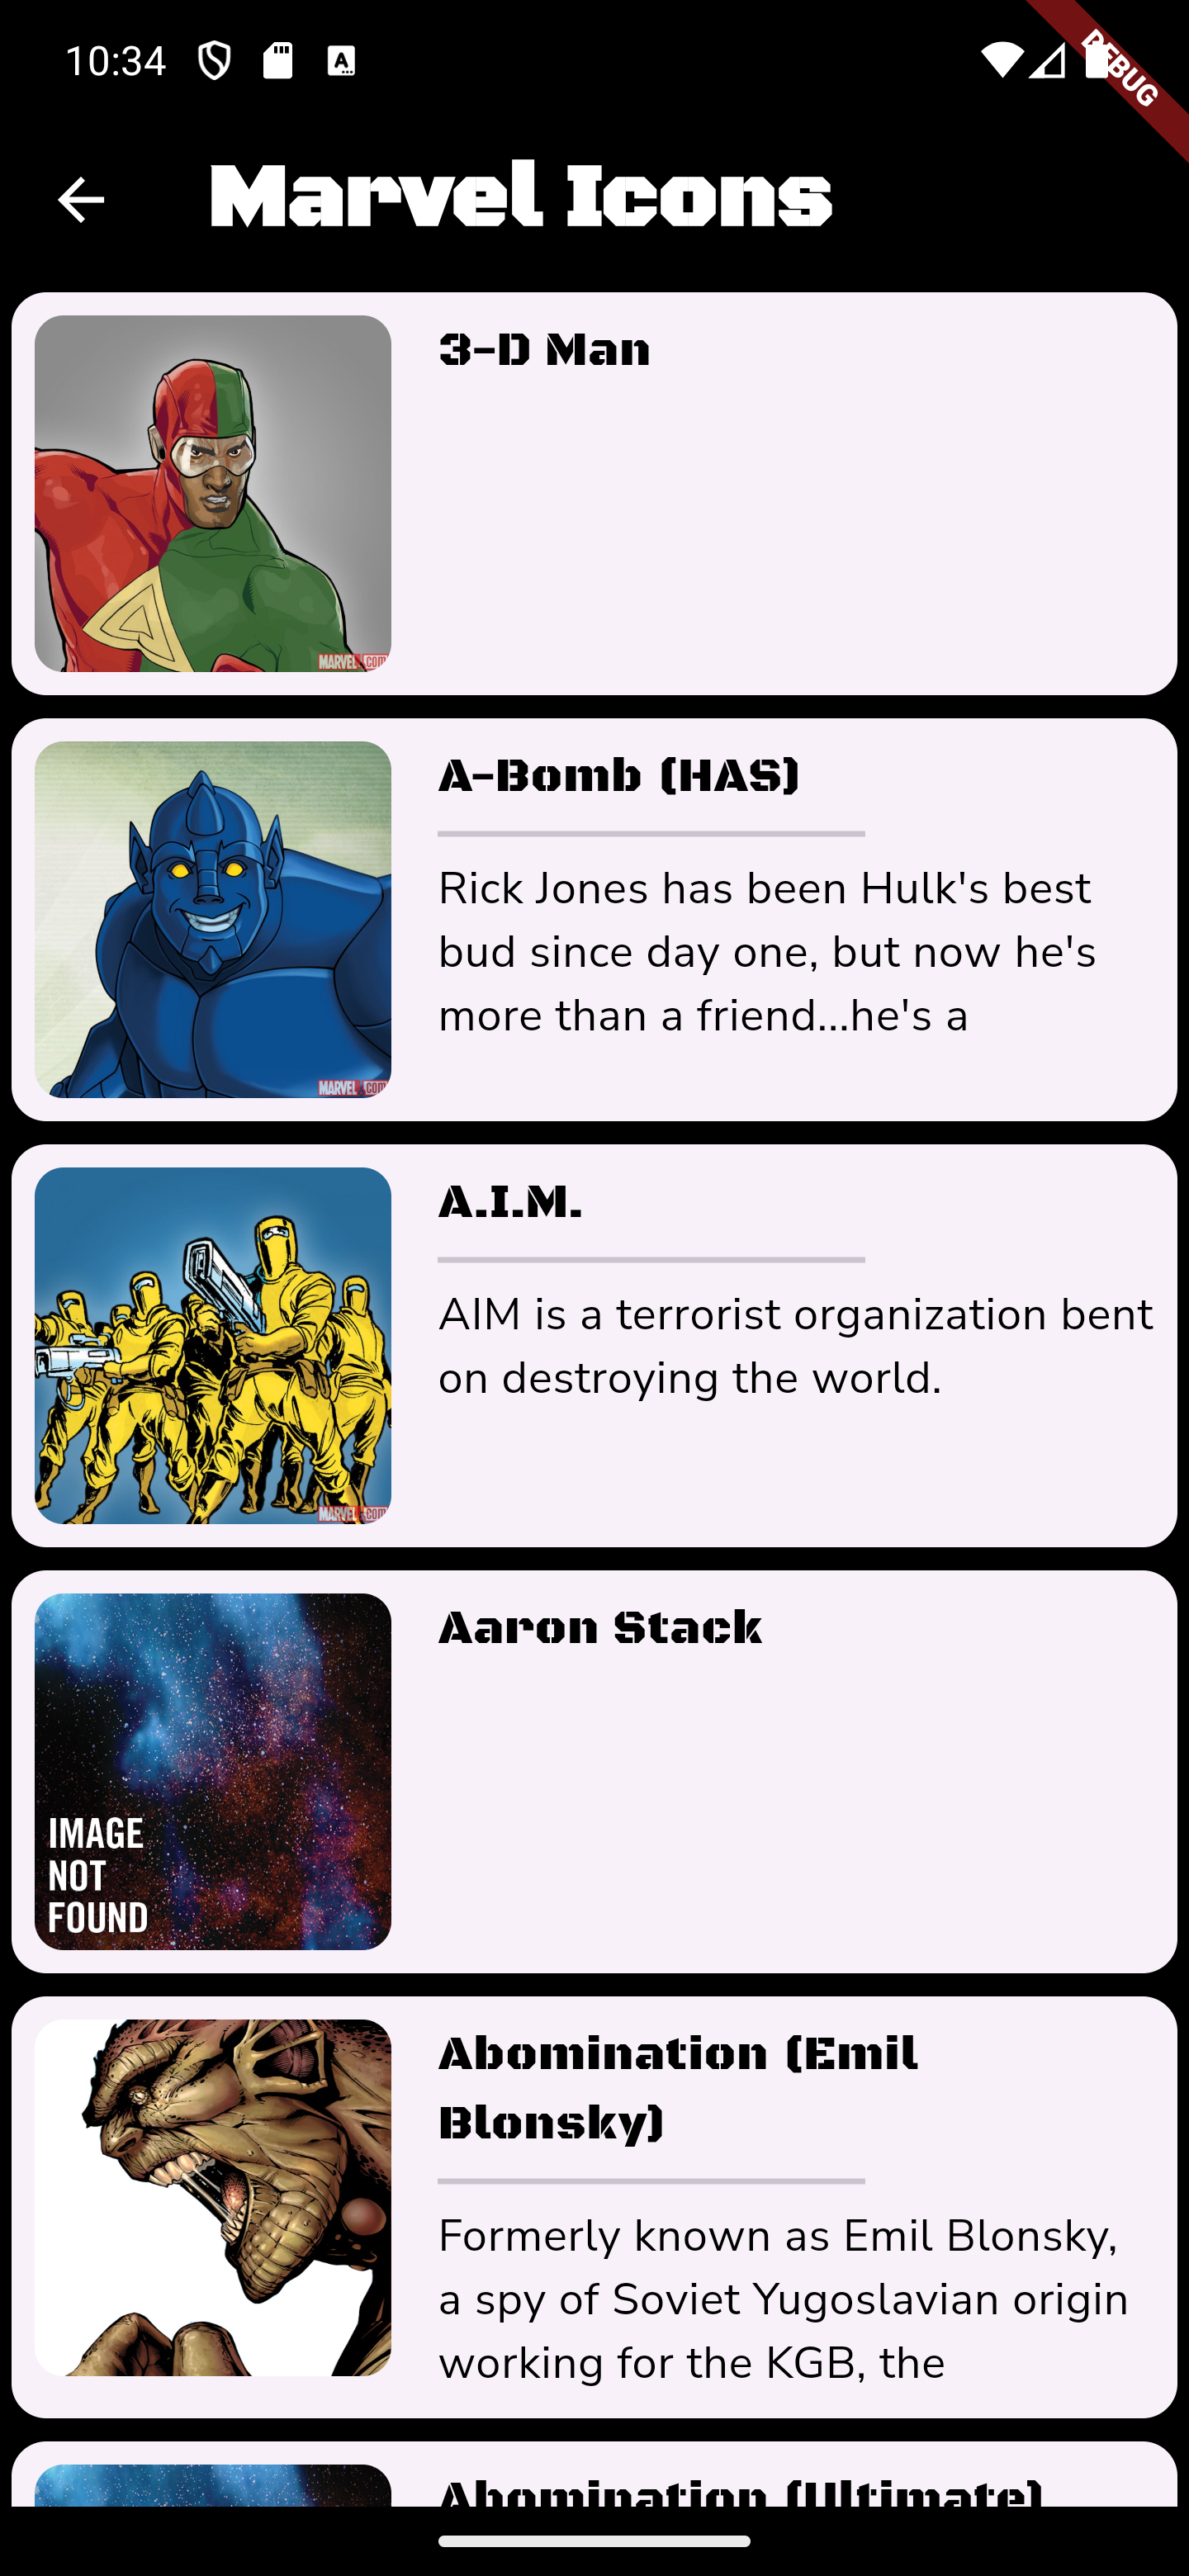 10:34
DEBUG
Marvel Icons
3-D Man
MARVEL.com
A-Bomb (HAS)
Rick Jones has been Hulk's best
bud since day one, but now he's
more than a friend...he's a
MARVEL.com
A.I.M.
AIM is a terrorist organization bent
on destroying the world.
MARVEL.com
Aaron Stack
IMAGE
NOT
FOUND
Abomination (Emil
Blonsky)
Formerly known as Emil Blonsky,
a spy of Soviet Yugoslavian origin
working for the KGB, the
Abomination (Ultimate)